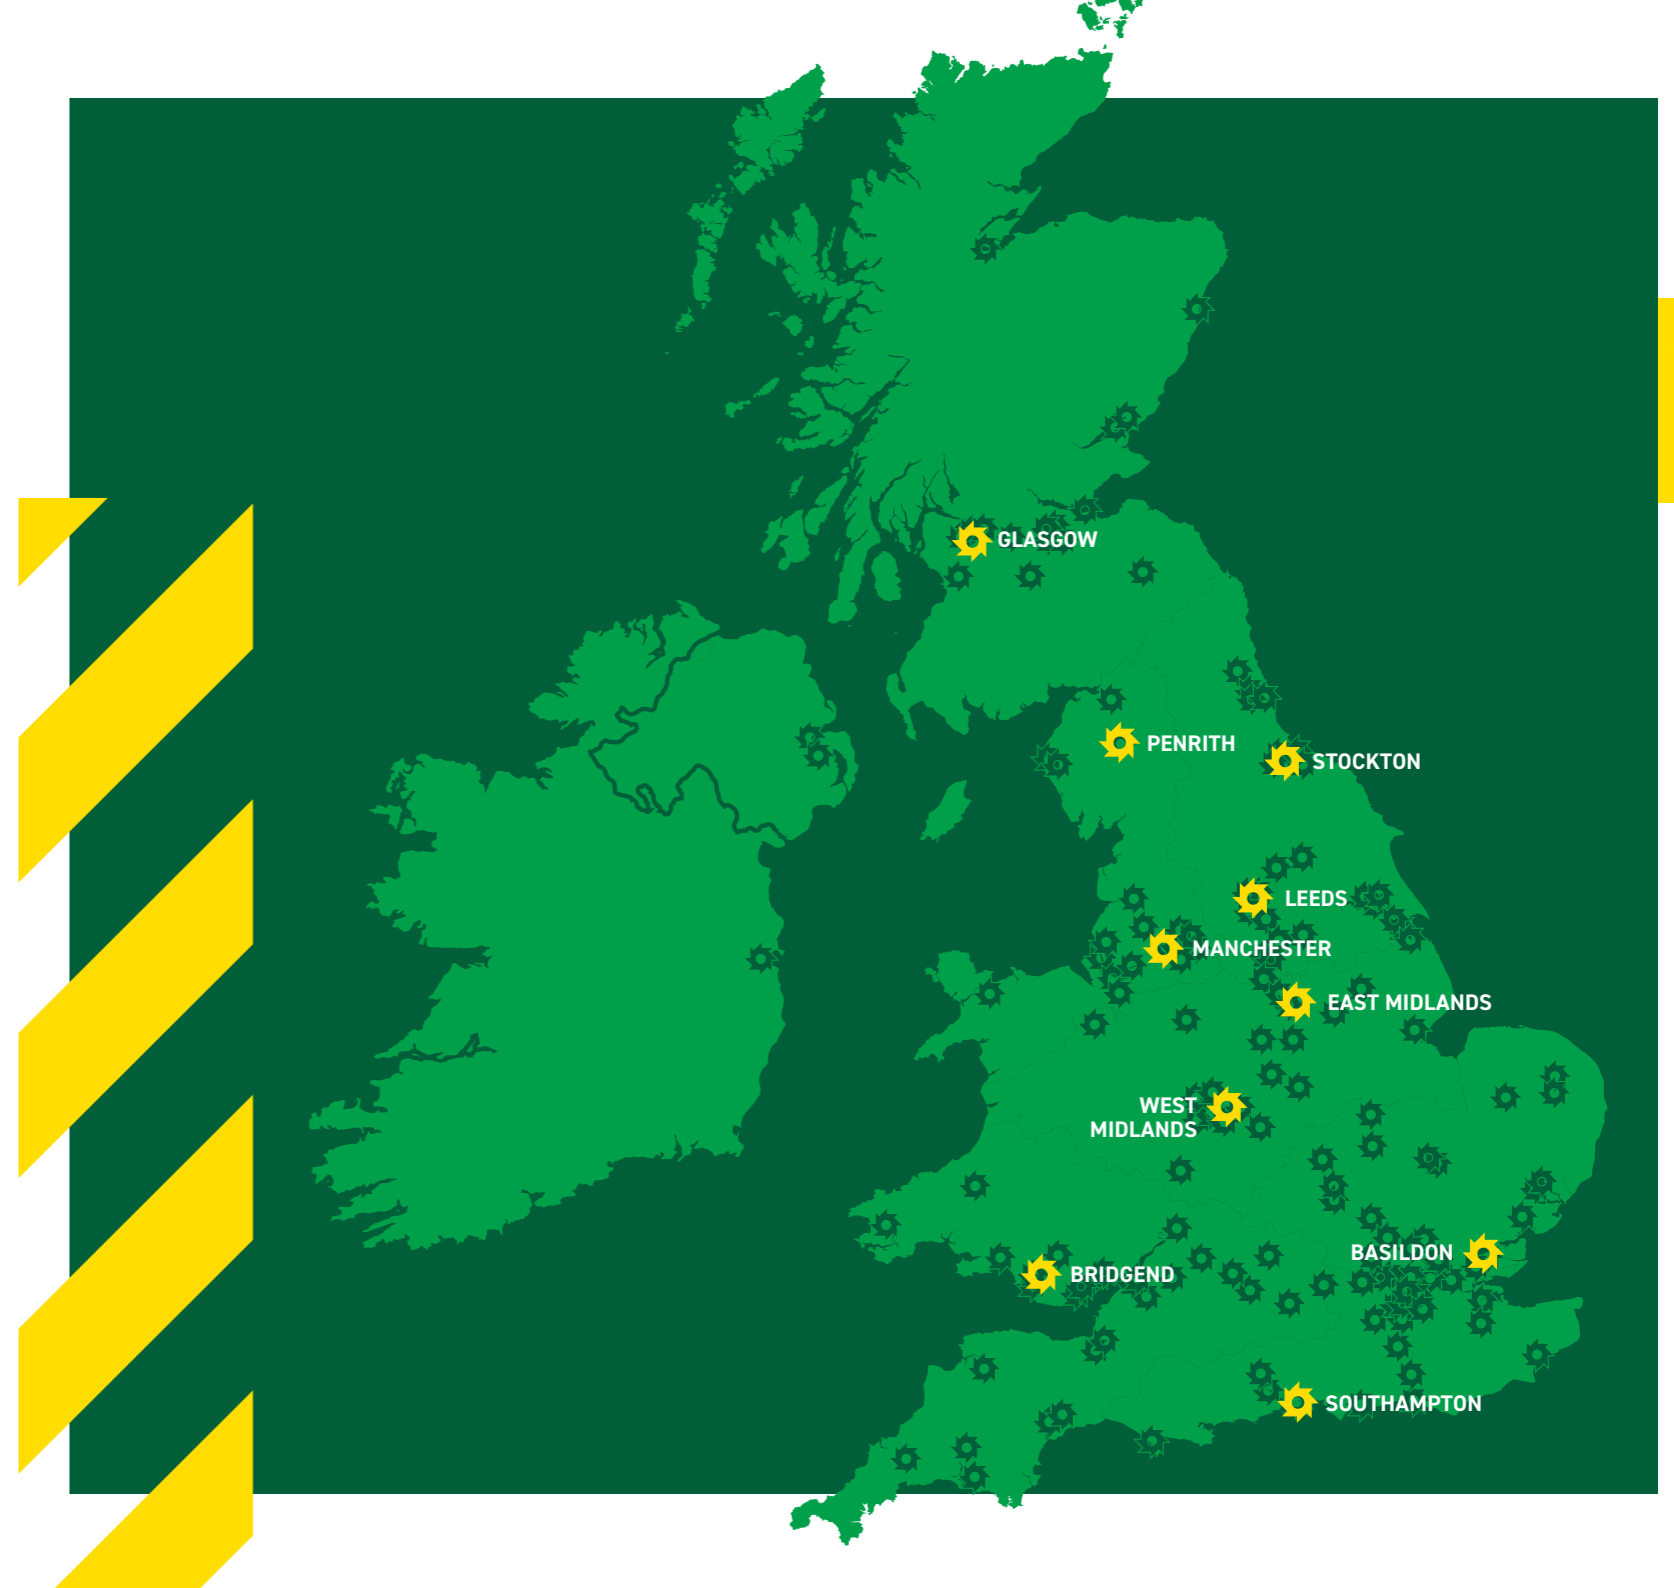 GLASGOW
PENRITH
STOCKTON
LEEDS
MANCHESTER
EAST MIDLANDS
WEST
MIDLANDS
BASILDON
BRIDGEND
SOUTHAMPTON